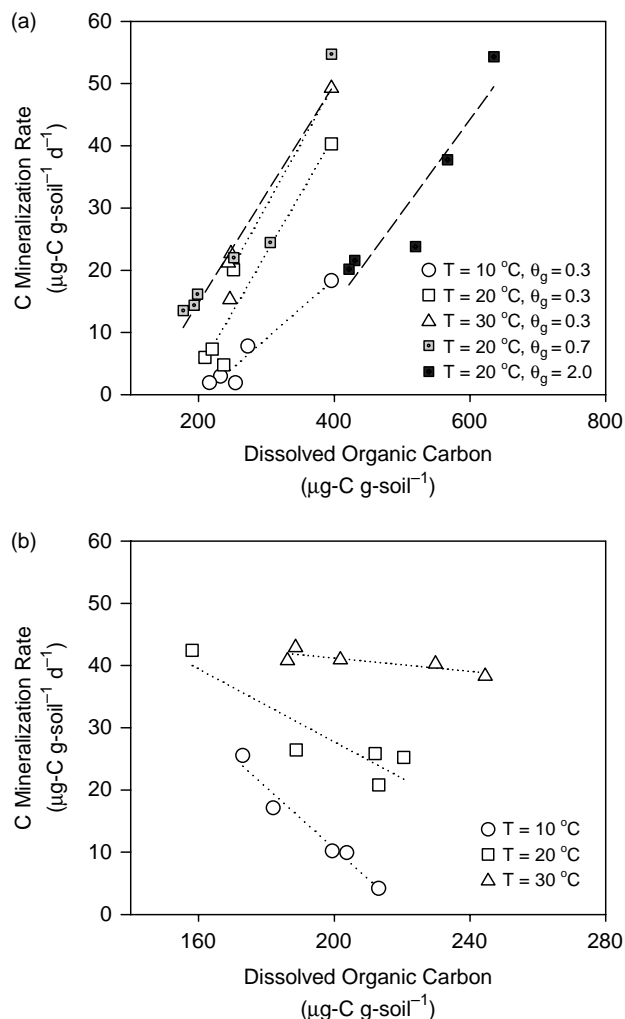 (a)
60
50
40
30
20
10
0
C Mineralization Rate
(μg-C g-soil⁻¹ d⁻¹)
T = 10 °C, θg = 0.3
T = 20 °C, θg = 0.3
T = 30 °C, θg = 0.3
T = 20 °C, θg = 0.7
T = 20 °C, θg = 2.0
200 400 600 800
Dissolved Organic Carbon
(μg-C g-soil⁻¹)
(b)
60
50
40
30
20
10
0
C Mineralization Rate
(μg-C g-soil⁻¹ d⁻¹)
T = 10 °C
T = 20 °C
T = 30 °C
160 200 240 280
Dissolved Organic Carbon
(μg-C g-soil⁻¹)